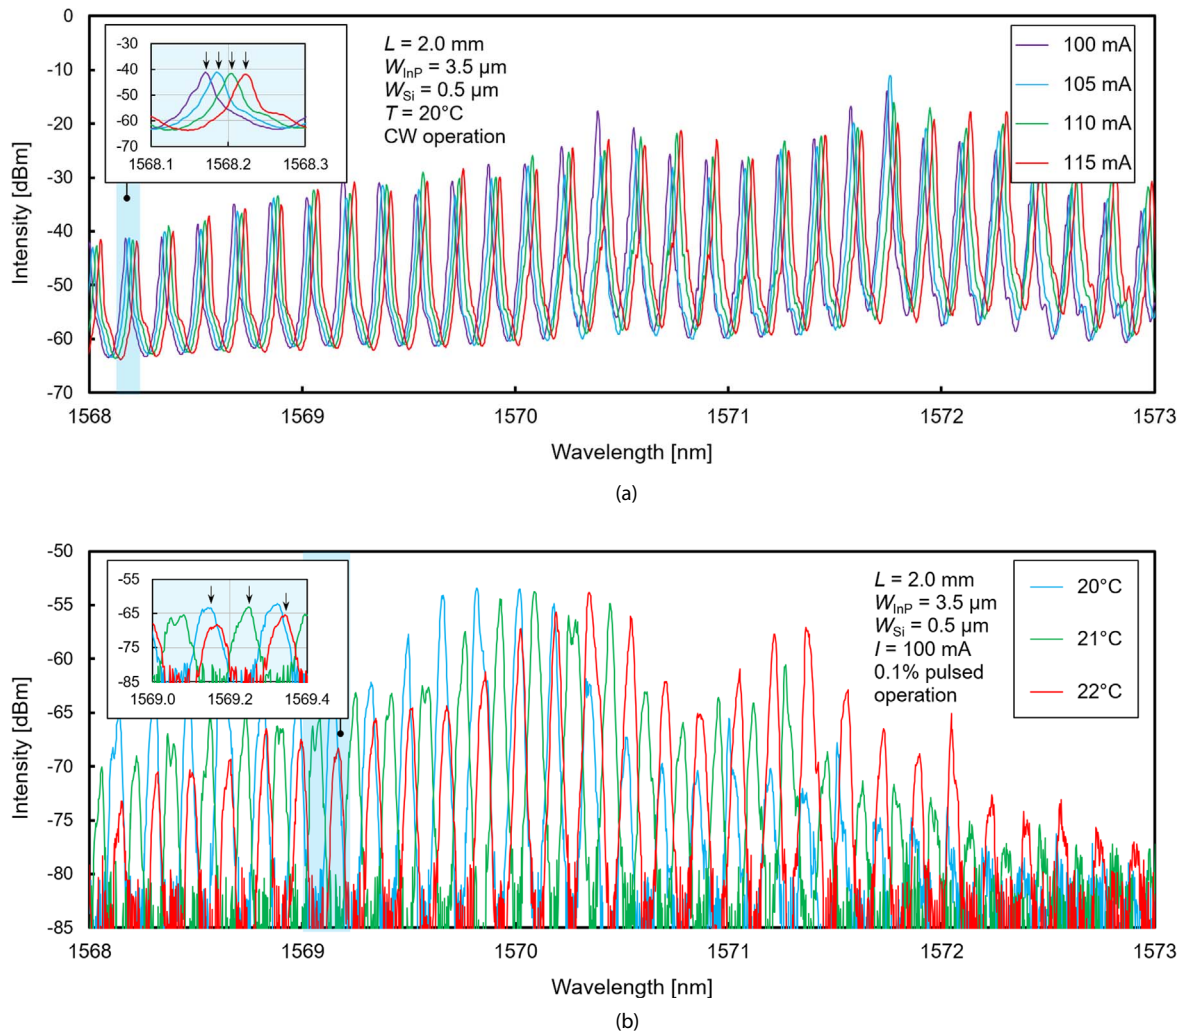 0
-10
-20
-30
-40
-50
-60
-70
Intensity [dBm]
-30
-40
-50
-60
-70
1568.1
1568.2
1568.3
L = 2.0 mm
WInP = 3.5 µm
WSi = 0.5 µm
T = 20°C
CW operation
100 mA
105 mA
110 mA
115 mA
1568
1569
1570
1571
1572
1573
Wavelength [nm]
(a)
-50
-55
-60
-65
-70
-75
-80
-85
Intensity [dBm]
-55
-65
-75
-85
1569.0
1569.2
1569.4
L = 2.0 mm
WInP = 3.5 µm
WSi = 0.5 µm
I = 100 mA
0.1% pulsed
operation
20°C
21°C
22°C
1568
1569
1570
1571
1572
1573
Wavelength [nm]
(b)